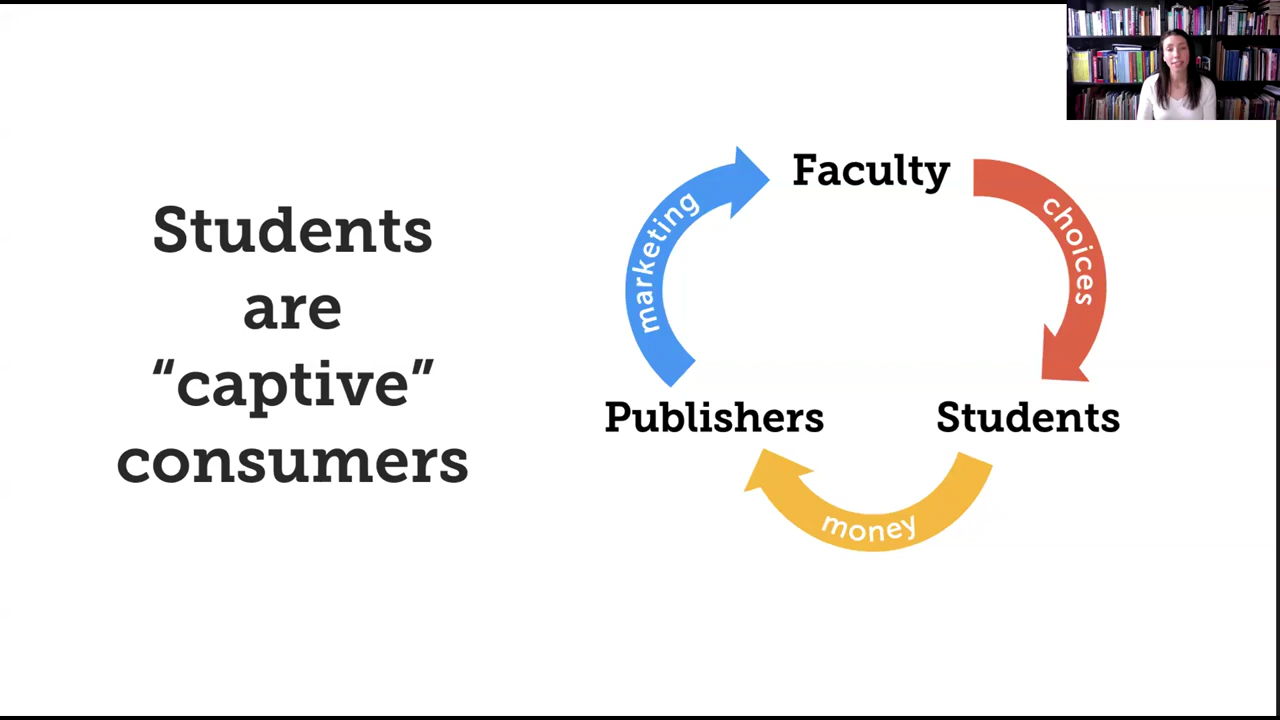 Students
are
“captive”
consumers
Faculty
marketing
choices
Publishers
Students
money